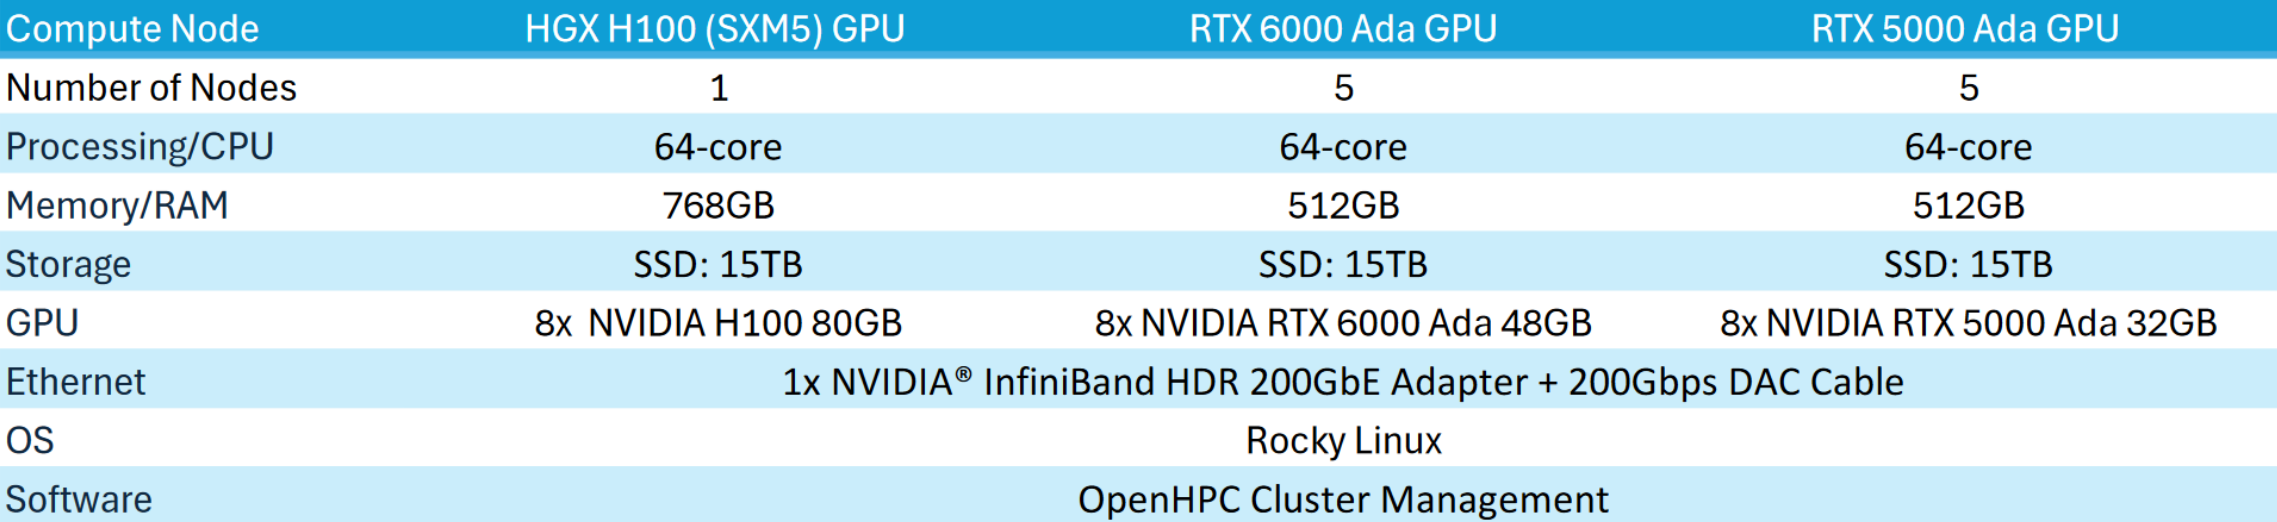 Compute Node HGX H100 (SXM5) GPU RTX 6000 Ada GPU RTX 5000 Ada GPU
Number of Nodes 1 5 5
Processing/CPU 64-core 64-core 64-core
Memory/RAM 768GB 512GB 512GB
Storage SSD: 15TB SSD: 15TB SSD: 15TB
GPU 8x NVIDIA H100 80GB 8x NVIDIA RTX 6000 Ada 48GB 8x NVIDIA RTX 5000 Ada 32GB
Ethernet 1x NVIDIA® InfiniBand HDR 200GbE Adapter + 200Gbps DAC Cable
OS Rocky Linux
Software OpenHPC Cluster Management